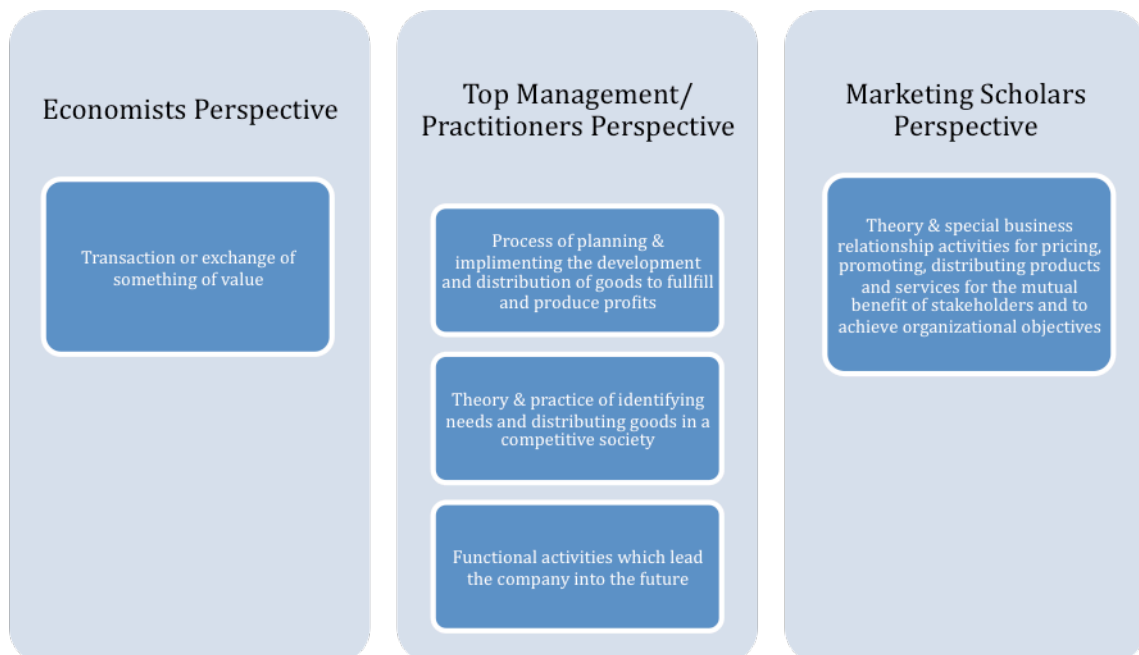 Economists Perspective
Transaction or exchange of
something of value
Top Management/
Practitioners Perspective
Process of planning &
implimenting the development
and distribution of goods to fullfill
and produce profits
Theory & practice of identifying
needs and distributing goods in a
competitive society
Functional activities which lead
the company into the future
Marketing Scholars
Perspective
Theory & special business
relationship activities for pricing,
promoting, distributing products
and services for the mutual
benefit of stakeholders and to
achieve organizational objectives